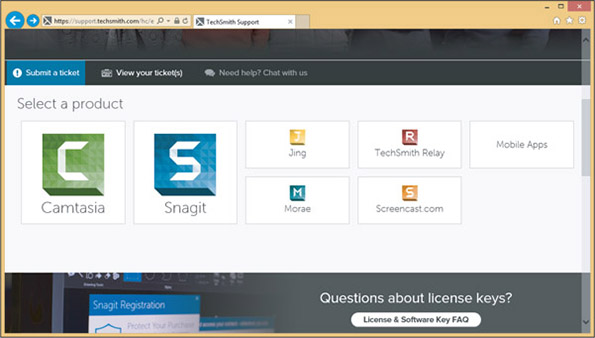 https://support.techsmith.com/hc/e
TechSmith Support
Submit a ticket
View your ticket(s)
Need help? Chat with us
Select a product
C
Camtasia
S
Snagit
J
Jing
R
TechSmith Relay
Mobile Apps
M
Morae
S
Screencast.com
Snagit Registration
Protect Your Purchase
Questions about license keys?
License & Software Key FAQ